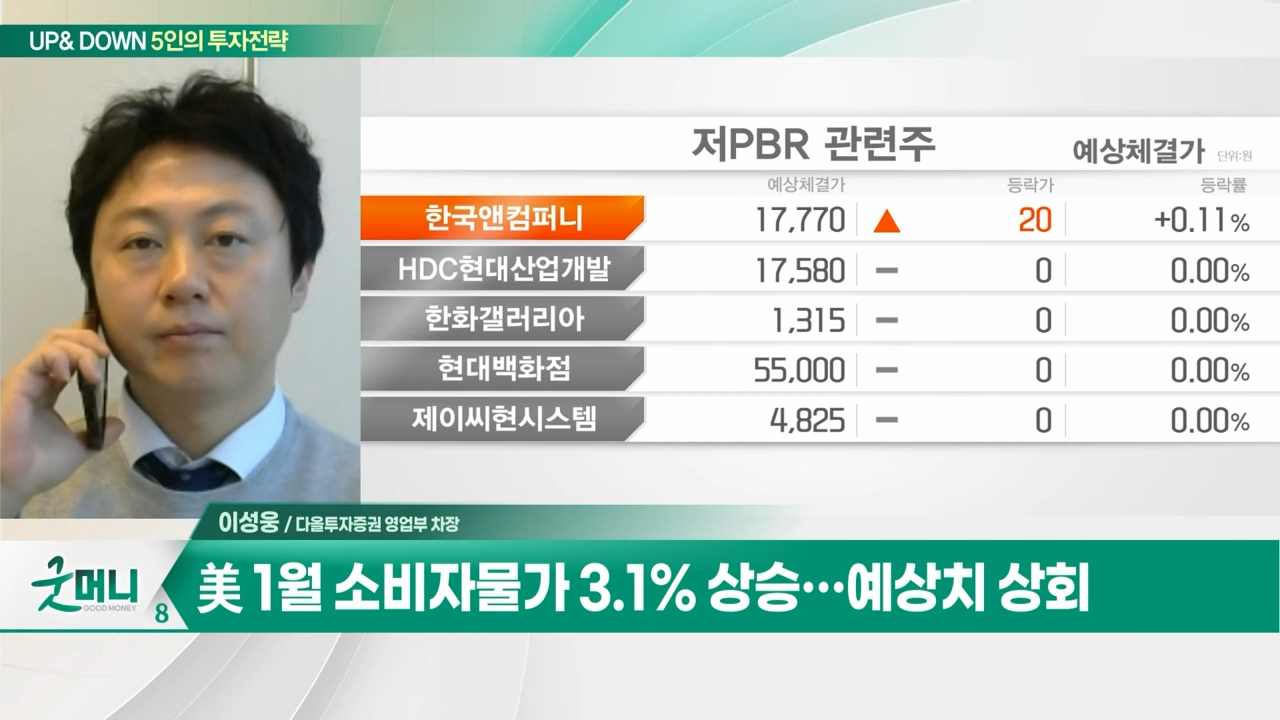 UP& DOWN 5인의 투자전략
저PBR 관련주 예상체결가 단위:원
예상체결가 등락가 등락률
한국앤컴퍼니 17,770 ▲ 20 +0.11%
HDC현대산업개발 17,580 - 0 0.00%
한화갤러리아 1,315 - 0 0.00%
현대백화점 55,000 - 0 0.00%
제이씨현시스템 4,825 - 0 0.00%
이성웅 / 다올투자증권 영업부 차장
굿머니 GOOD MONEY 8
美 1월 소비자물가 3.1% 상승…예상치 상회